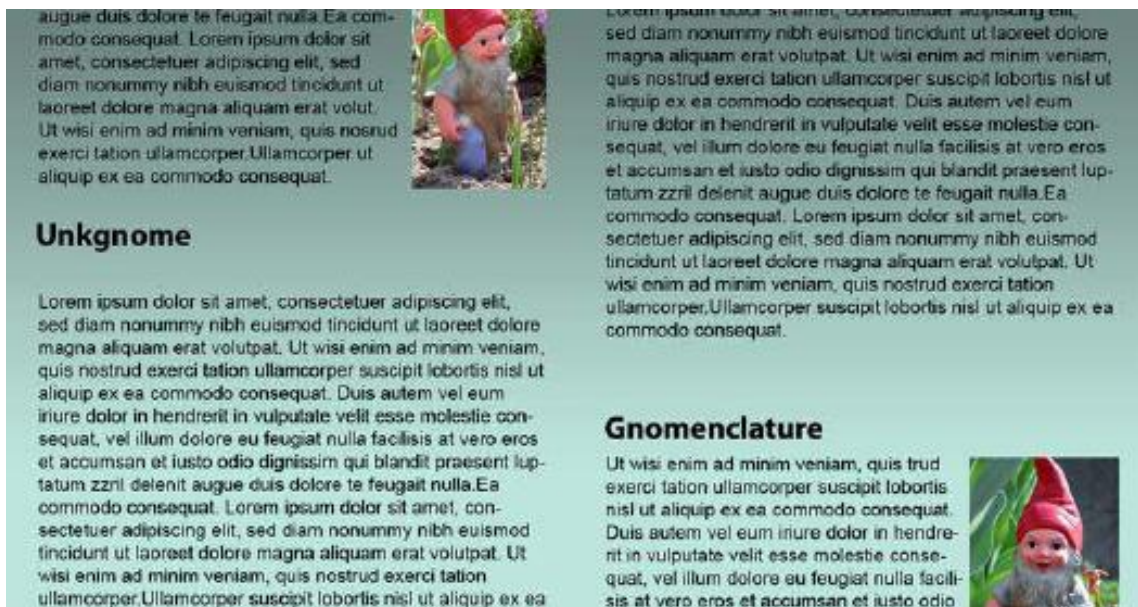 augue duis dolore te feugait nulla.Ea com-
modo consequat. Lorem ipsum dolor sit
amet, consectetuer adipiscing elit, sed
diam nonummy nibh euismod tincidunt ut
laoreet dolore magna aliquam erat volut.
Ut wisi enim ad minim veniam, quis nosrud
exerci tation ullamcorper.Ullamcorper ut
aliquip ex ea commodo consequat.
Unkgnome
Lorem ipsum dolor sit amet, consectetuer adipiscing elit,
sed diam nonummy nibh euismod tincidunt ut laoreet dolore
magna aliquam erat volutpat. Ut wisi enim ad minim veniam,
quis nostrud exerci tation ullamcorper suscipit lobortis nisl ut
aliquip ex ea commodo consequat. Duis autem vel eum
iriure dolor in hendrerit in vulputate velit esse molestie con-
sequat, vel illum dolore eu feugiat nulla facilisis at vero eros
et accumsan et iusto odio dignissim qui blandit praesent lup-
tatum zzril delenit augue duis dolore te feugait nulla.Ea
commodo consequat. Lorem ipsum dolor sit amet, con-
sectetuer adipiscing elit, sed diam nonummy nibh euismod
tincidunt ut laoreet dolore magna aliquam erat volutpat. Ut
wisi enim ad minim veniam, quis nostrud exerci tation
ullamcorper.Ullamcorper suscipit lobortis nisl ut aliquip ex ea
Lorem ipsum dolor sit amet, consectetuer adipiscing elit,
sed diam nonummy nibh euismod tincidunt ut laoreet dolore
magna aliquam erat volutpat. Ut wisi enim ad minim veniam,
quis nostrud exerci tation ullamcorper suscipit lobortis nisl ut
aliquip ex ea commodo consequat. Duis autem vel eum
iriure dolor in hendrerit in vulputate velit esse molestie con-
sequat, vel illum dolore eu feugiat nulla facilisis at vero eros
et accumsan et iusto odio dignissim qui blandit praesent lup-
tatum zzril delenit augue duis dolore te feugait nulla.Ea
commodo consequat. Lorem ipsum dolor sit amet, con-
sectetuer adipiscing elit, sed diam nonummy nibh euismod
tincidunt ut laoreet dolore magna aliquam erat volutpat. Ut
wisi enim ad minim veniam, quis nostrud exerci tation
ullamcorper.Ullamcorper suscipit lobortis nisl ut aliquip ex ea
commodo consequat.
Gnomenclature
Ut wisi enim ad minim veniam, quis trud
exerci tation ullamcorper suscipit lobortis
nisl ut aliquip ex ea commodo consequat.
Duis autem vel eum iriure dolor in hendre-
rit in vulputate velit esse molestie conse-
quat, vel illum dolore eu feugiat nulla facili-
sis at vero eros et accumsan et iusto odio